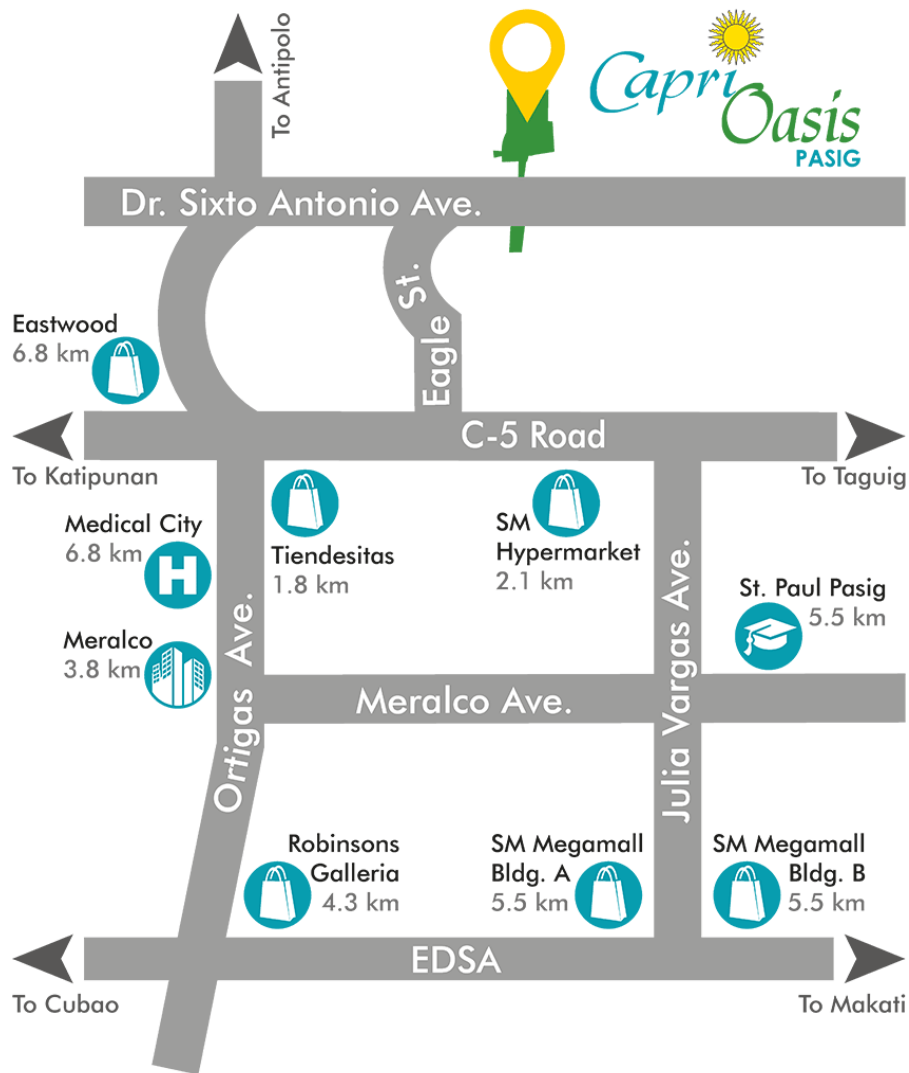 To Antipolo
Capri
Oasis
PASIG
Dr. Sixto Antonio Ave.
Eagle St.
Eastwood
6.8 km
C-5 Road
To Katipunan
To Taguig
Medical City
6.8 km
H
Tiendesitas
1.8 km
SM
Hypermarket
2.1 km
St. Paul Pasig
5.5 km
Meralco
3.8 km
Ortigas Ave.
Meralco Ave.
Julia Vargas Ave.
Robinsons
Galleria
4.3 km
SM Megamall
Bldg. A
5.5 km
SM Megamall
Bldg. B
5.5 km
EDSA
To Cubao
To Makati